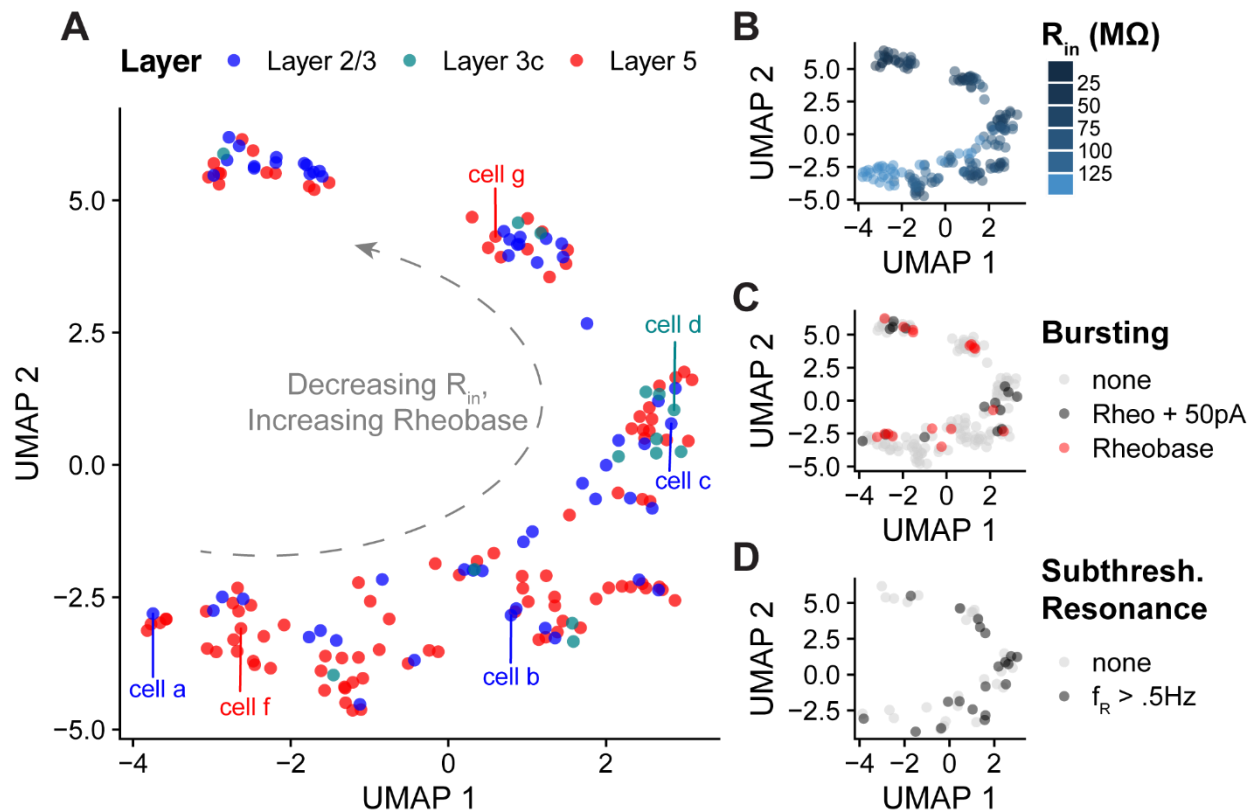 A
Layer Layer 2/3 Layer 3c Layer 5
UMAP 2
5.0
2.5
0.0
−2.5
−5.0
cell g
cell d
Decreasing R_in,
Increasing Rheobase
cell c
cell a
cell f
cell b
−4 −2 0 2
UMAP 1
B
UMAP 2
5.0
2.5
0.0
−2.5
−5.0
−4 −2 0 2
UMAP 1
R_in (MΩ)
25
50
75
100
125
C
UMAP 2
5.0
2.5
0.0
−2.5
−5.0
−4 −2 0 2
UMAP 1
Bursting
none
Rheo + 50pA
Rheobase
D
UMAP 2
5.0
2.5
0.0
−2.5
−4 −2 0 2
UMAP 1
Subthresh.
Resonance
none
f_R > .5Hz